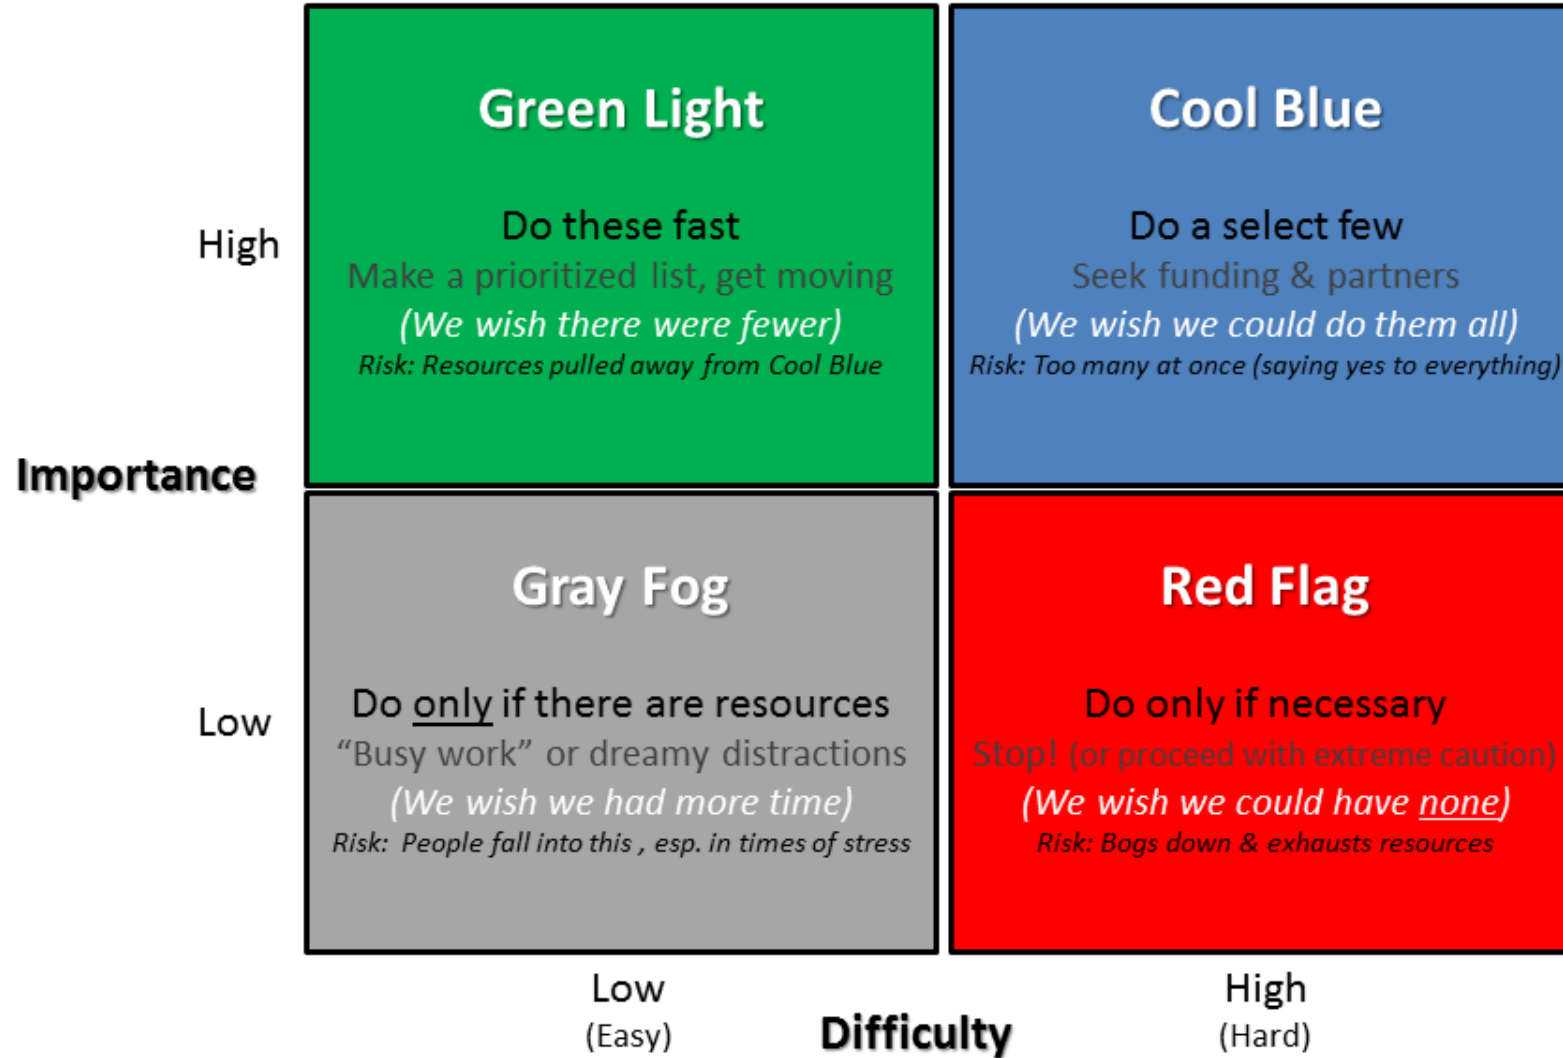 Green Light
Do these fast
Make a prioritized list, get moving
(We wish there were fewer)
Risk: Resources pulled away from Cool Blue
Cool Blue
Do a select few
Seek funding & partners
(We wish we could do them all)
Risk: Too many at once (saying yes to everything)
High
Importance
Gray Fog
Do only if there are resources
“Busy work” or dreamy distractions
(We wish we had more time)
Risk:  People fall into this , esp. in times of stress
Red Flag
Do only if necessary
Stop! (or proceed with extreme caution)
(We wish we could have none)
Risk: Bogs down & exhausts resources
Low
Low
(Easy)
Difficulty
High
(Hard)